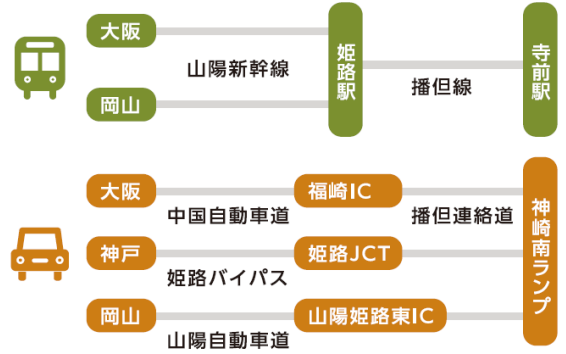 大阪
山陽新幹線
岡山
姫路駅
播但線
寺前駅
大阪
中国自動車道
福崎IC
播但連絡道
神戸
姫路バイパス
姫路JCT
岡山
山陽自動車道
山陽姫路東IC
神崎南ランプ